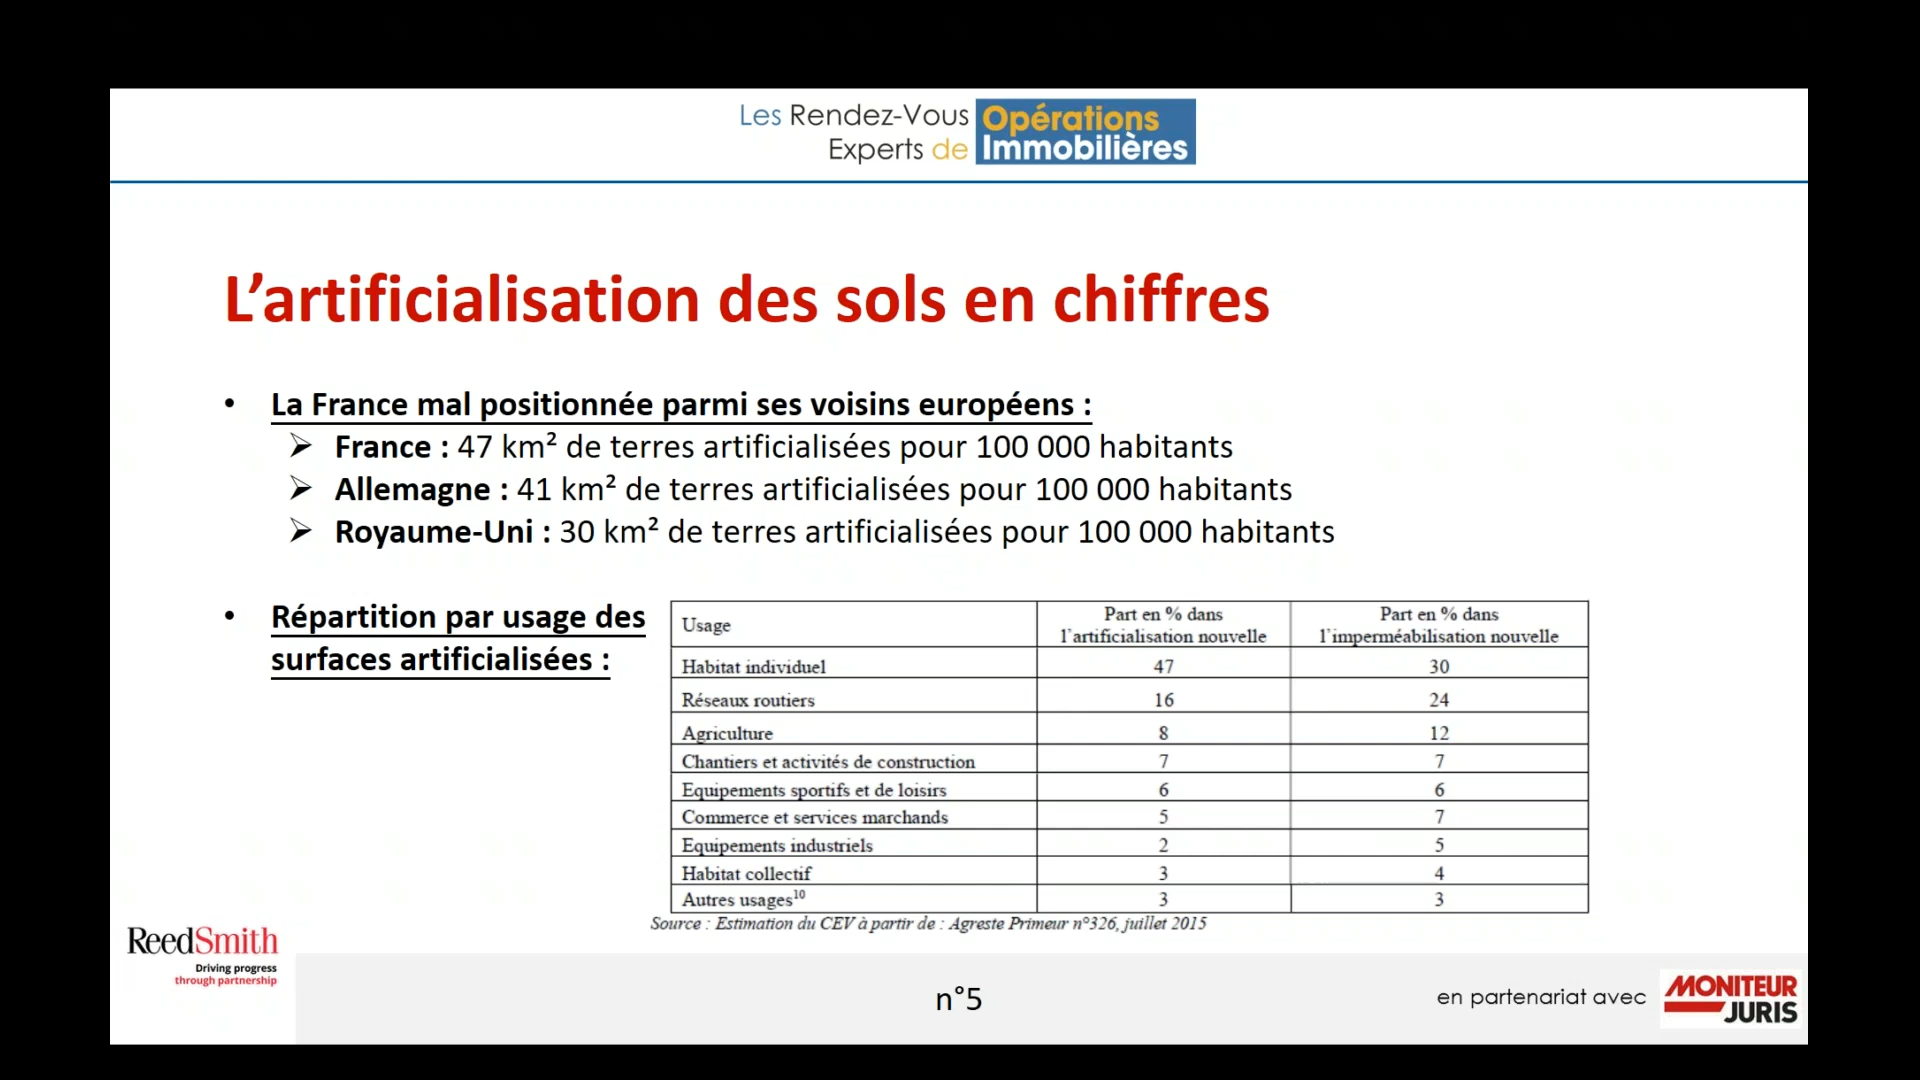 Les Rendez-Vous Opérations
Experts de Immobilières
L’artificialisation des sols en chiffres
• La France mal positionnée parmi ses voisins européens :
➢ France : 47 km² de terres artificialisées pour 100 000 habitants
➢ Allemagne : 41 km² de terres artificialisées pour 100 000 habitants
➢ Royaume-Uni : 30 km² de terres artificialisées pour 100 000 habitants
• Répartition par usage des
surfaces artificialisées :
Usage Part en % dans l’artificialisation nouvelle Part en % dans l’imperméabilisation nouvelle
Habitat individuel 47 30
Réseaux routiers 16 24
Agriculture 8 12
Chantiers et activités de construction 7 7
Equipements sportifs et de loisirs 6 6
Commerce et services marchands 5 7
Equipements industriels 2 5
Habitat collectif 3 4
Autres usages¹⁰ 3 3
Source : Estimation du CEV à partir de : Agreste Primeur n°326, juillet 2015
ReedSmith
Driving progress
through partnership
n°5
en partenariat avec
MONITEUR
JURIS